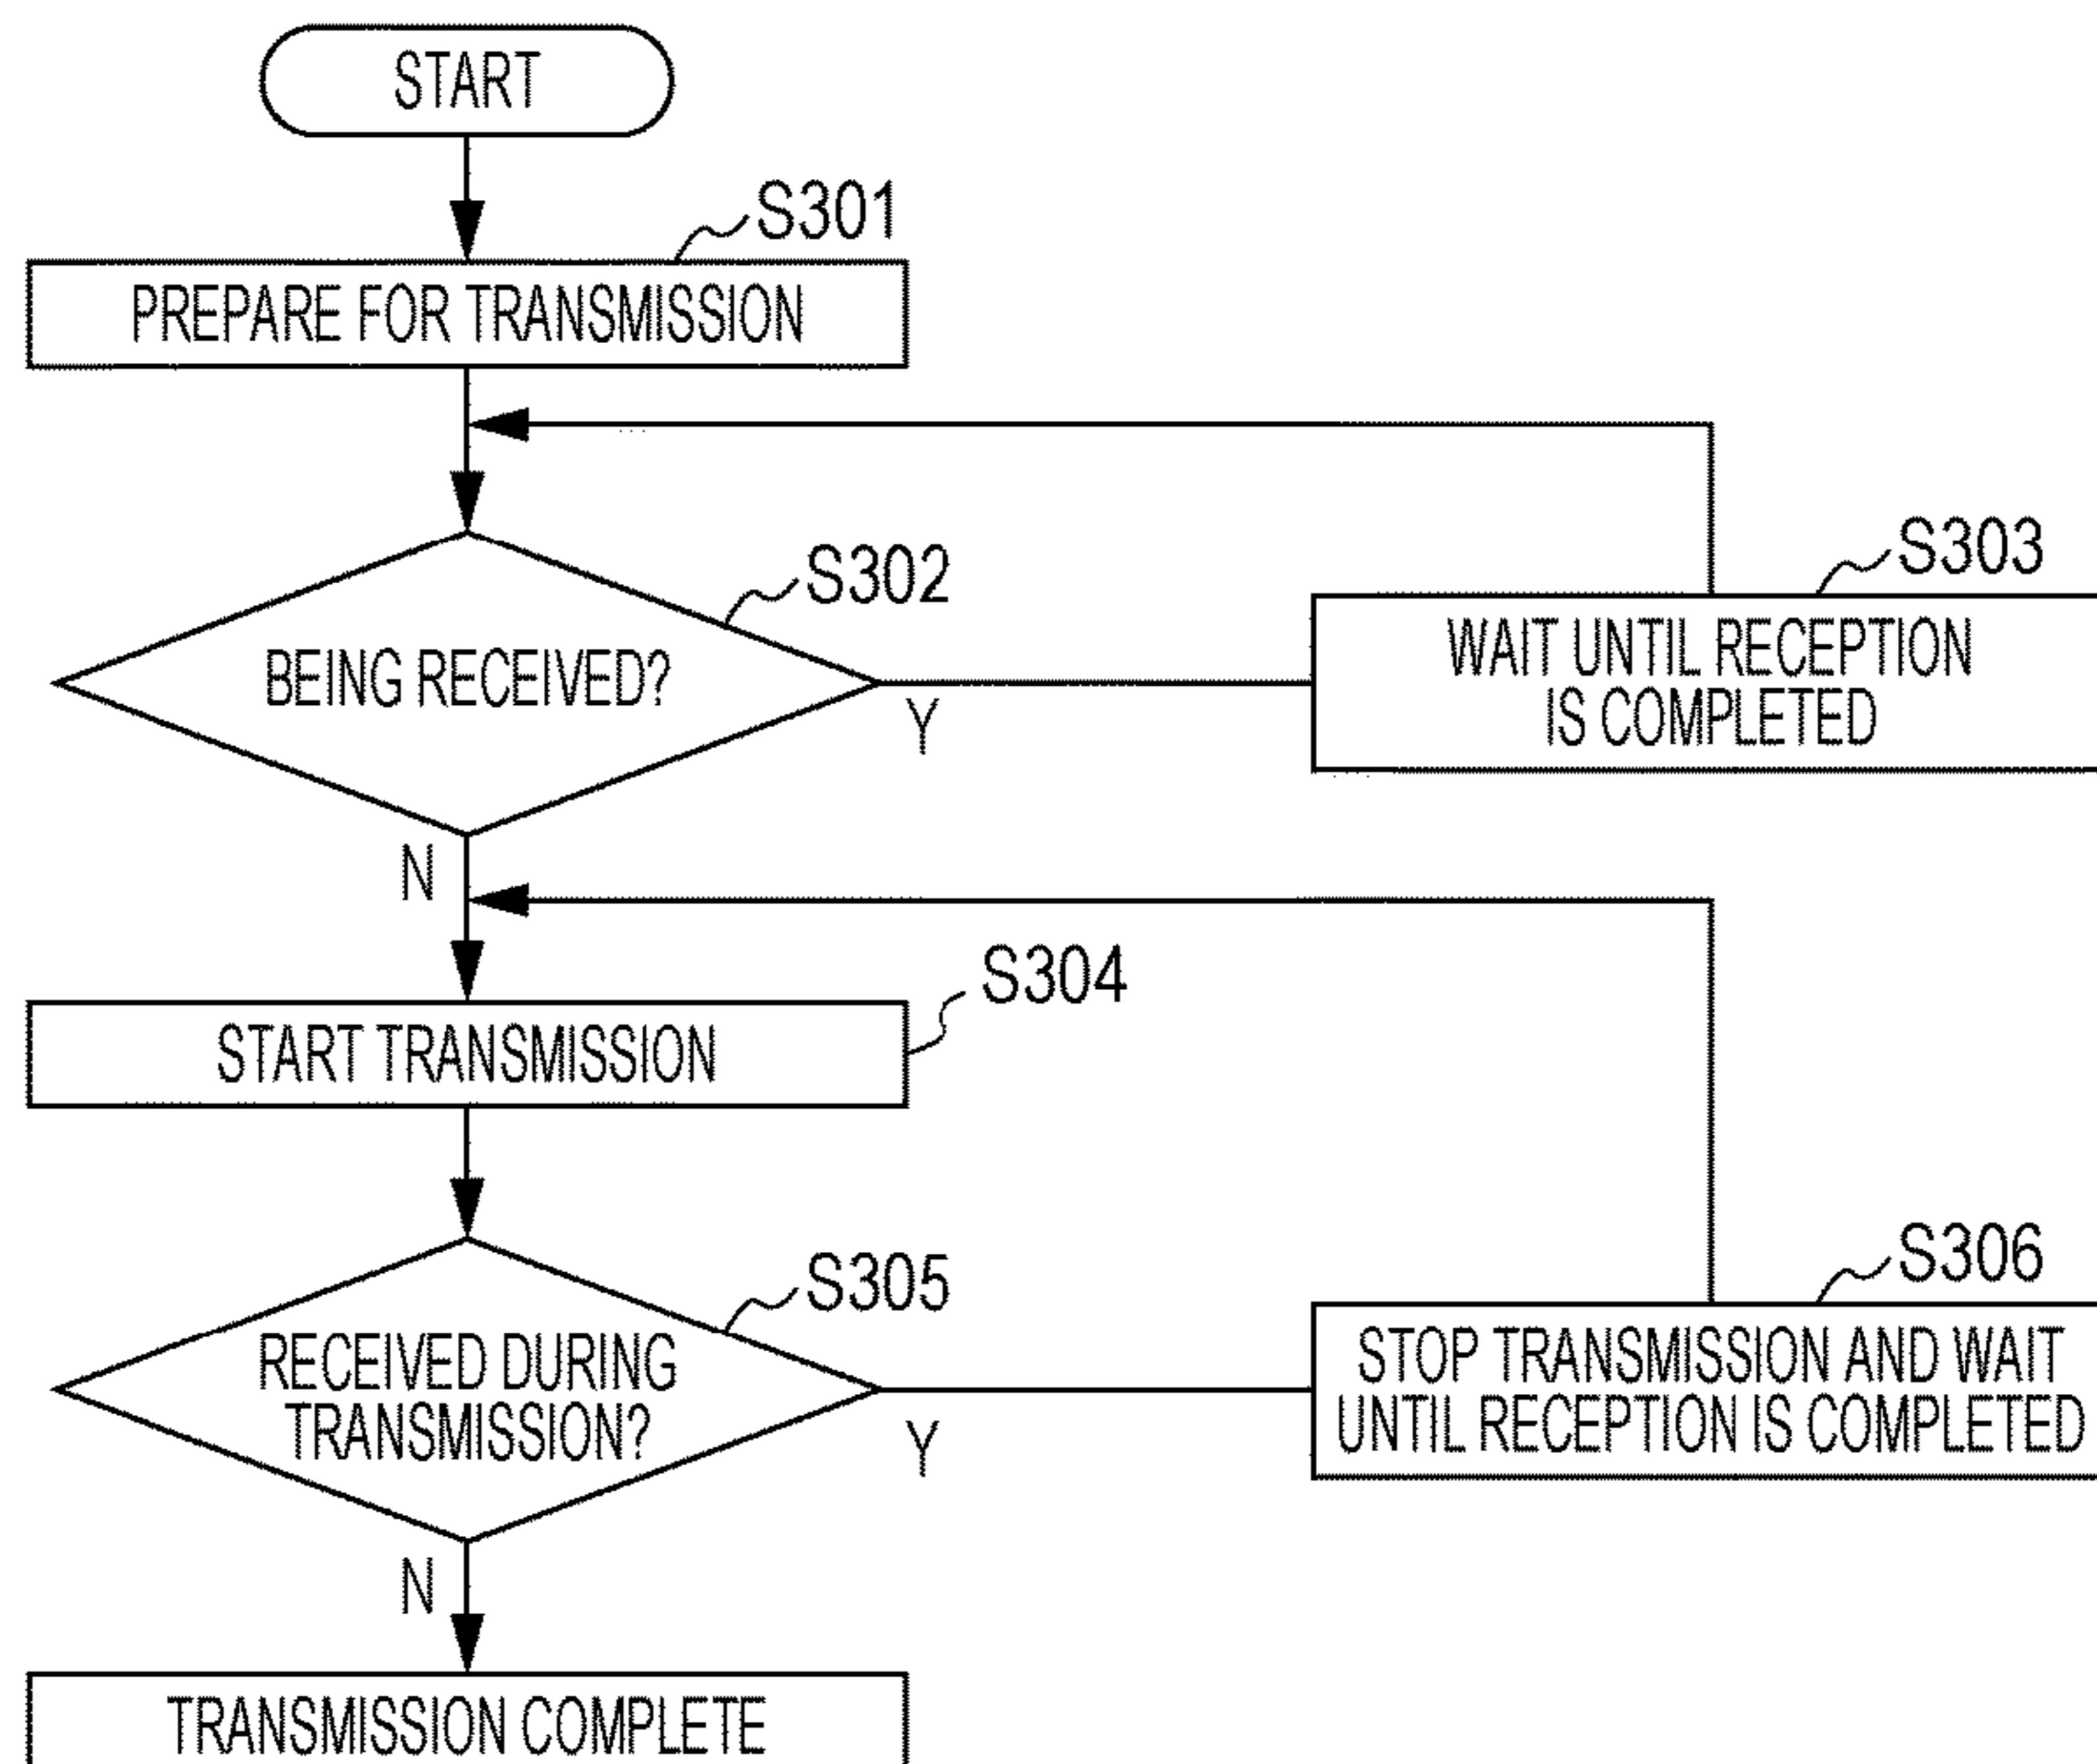 START
S301
PREPARE FOR TRANSMISSION
S302
BEING RECEIVED?
Y
S303
WAIT UNTIL RECEPTION
IS COMPLETED
N
S304
START TRANSMISSION
S305
RECEIVED DURING
TRANSMISSION?
Y
S306
STOP TRANSMISSION AND WAIT
UNTIL RECEPTION IS COMPLETED
N
TRANSMISSION COMPLETE